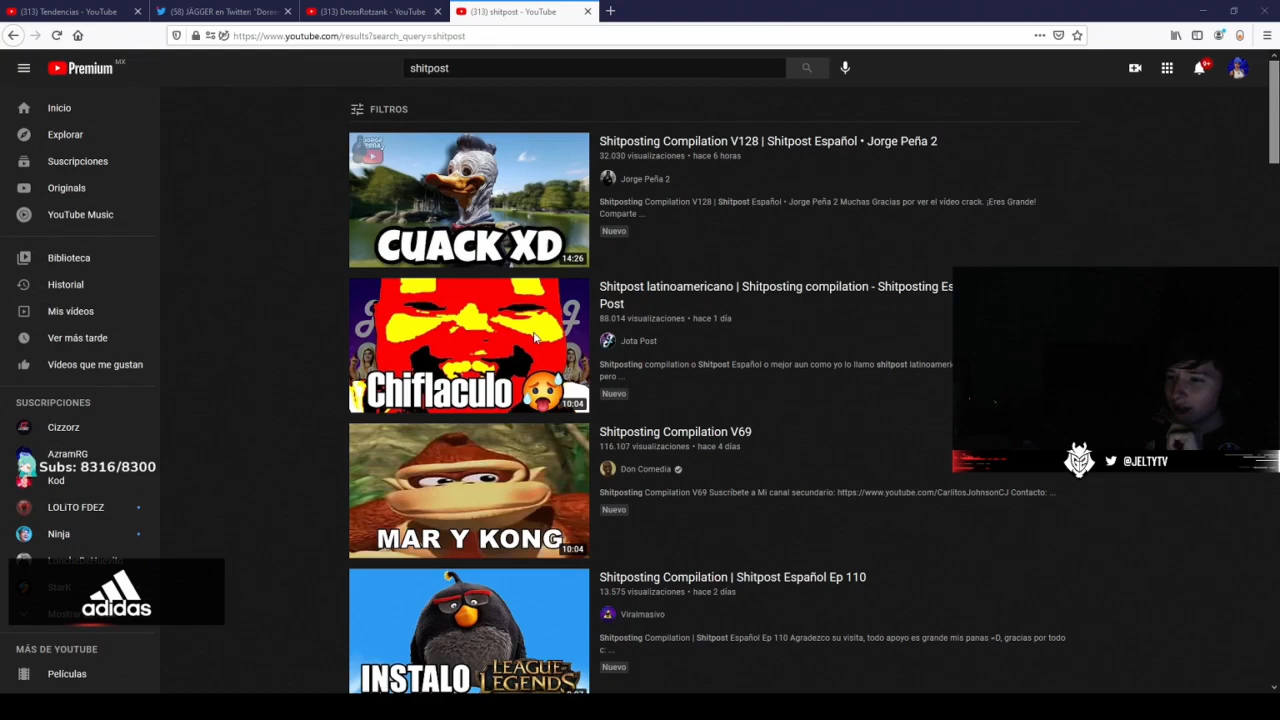 (313) Tendencias - YouTube
(58) JÄGGER en Twitter: "Dorae
(313) DrossRotzank - YouTube
(313) shitpost - YouTube
https://www.youtube.com/results?search_query=shitpost
Premium MX
shitpost
9+
Inicio
Explorar
Suscripciones
Originals
YouTube Music
Biblioteca
Historial
Mis vídeos
Ver más tarde
Vídeos que me gustan
SUSCRIPCIONES
Cizzorz
AzramRG
Subs: 8316/8300
Kod
LOLiTO FDEZ
Ninja
LoncheDeHuevito
StarK
adidas
MÁS DE YOUTUBE
Películas
FILTROS
CUACK XD
14:26
Shitposting Compilation V128 | Shitpost Español • Jorge Peña 2
32.030 visualizaciones • hace 6 horas
Jorge Peña 2
Shitposting Compilation V128 | Shitpost Español • Jorge Peña 2 Muchas Gracias por ver el vídeo crack. ¡Eres Grande!
Comparte ...
Nuevo
Chiflaculo
10:04
Shitpost latinoamericano | Shitposting compilation - Shitposting Es
Post
88.014 visualizaciones • hace 1 día
Jota Post
Shitposting compilation o Shitpost Español o mejor aun como yo lo llamo shitpost latinoameric
pero ...
Nuevo
MAR Y KONG
10:04
Shitposting Compilation V69
116.107 visualizaciones • hace 4 días
Don Comedia
Shitposting Compilation V69 Suscríbete a Mi canal secundario: https://www.youtube.com/CarlitosJohnsonCJ Contacto: ...
Nuevo
@JELTYTV
INSTALO LEAGUE LEGENDS
Shitposting Compilation | Shitpost Español Ep 110
13.575 visualizaciones • hace 2 días
Viralmasivo
Shitposting Compilation | Shitpost Español Ep 110 Agradezco su visita, todo apoyo es grande mis panas =D, gracias por todo
c: ...
Nuevo